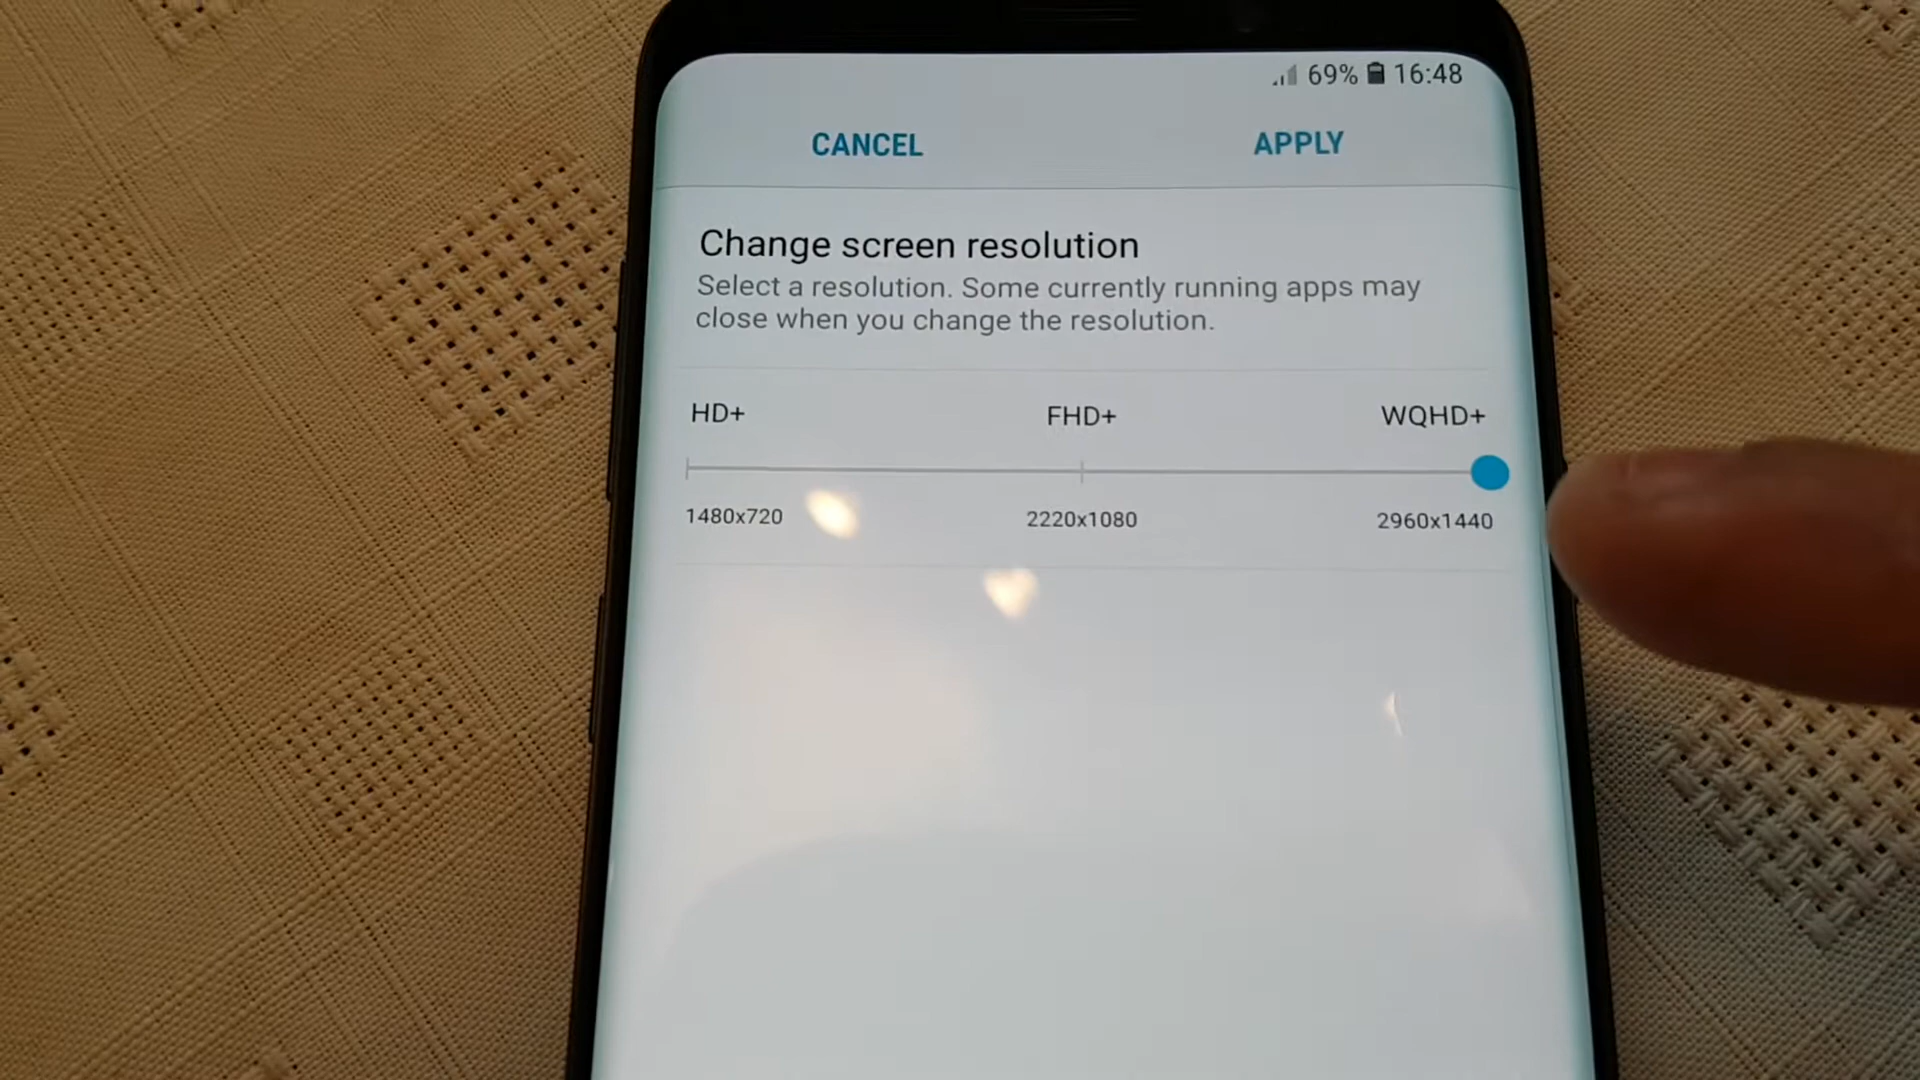 69% 16:48
CANCEL APPLY
Change screen resolution
Select a resolution. Some currently running apps may
close when you change the resolution.
HD+ FHD+ WQHD+
1480x720 2220x1080 2960x1440